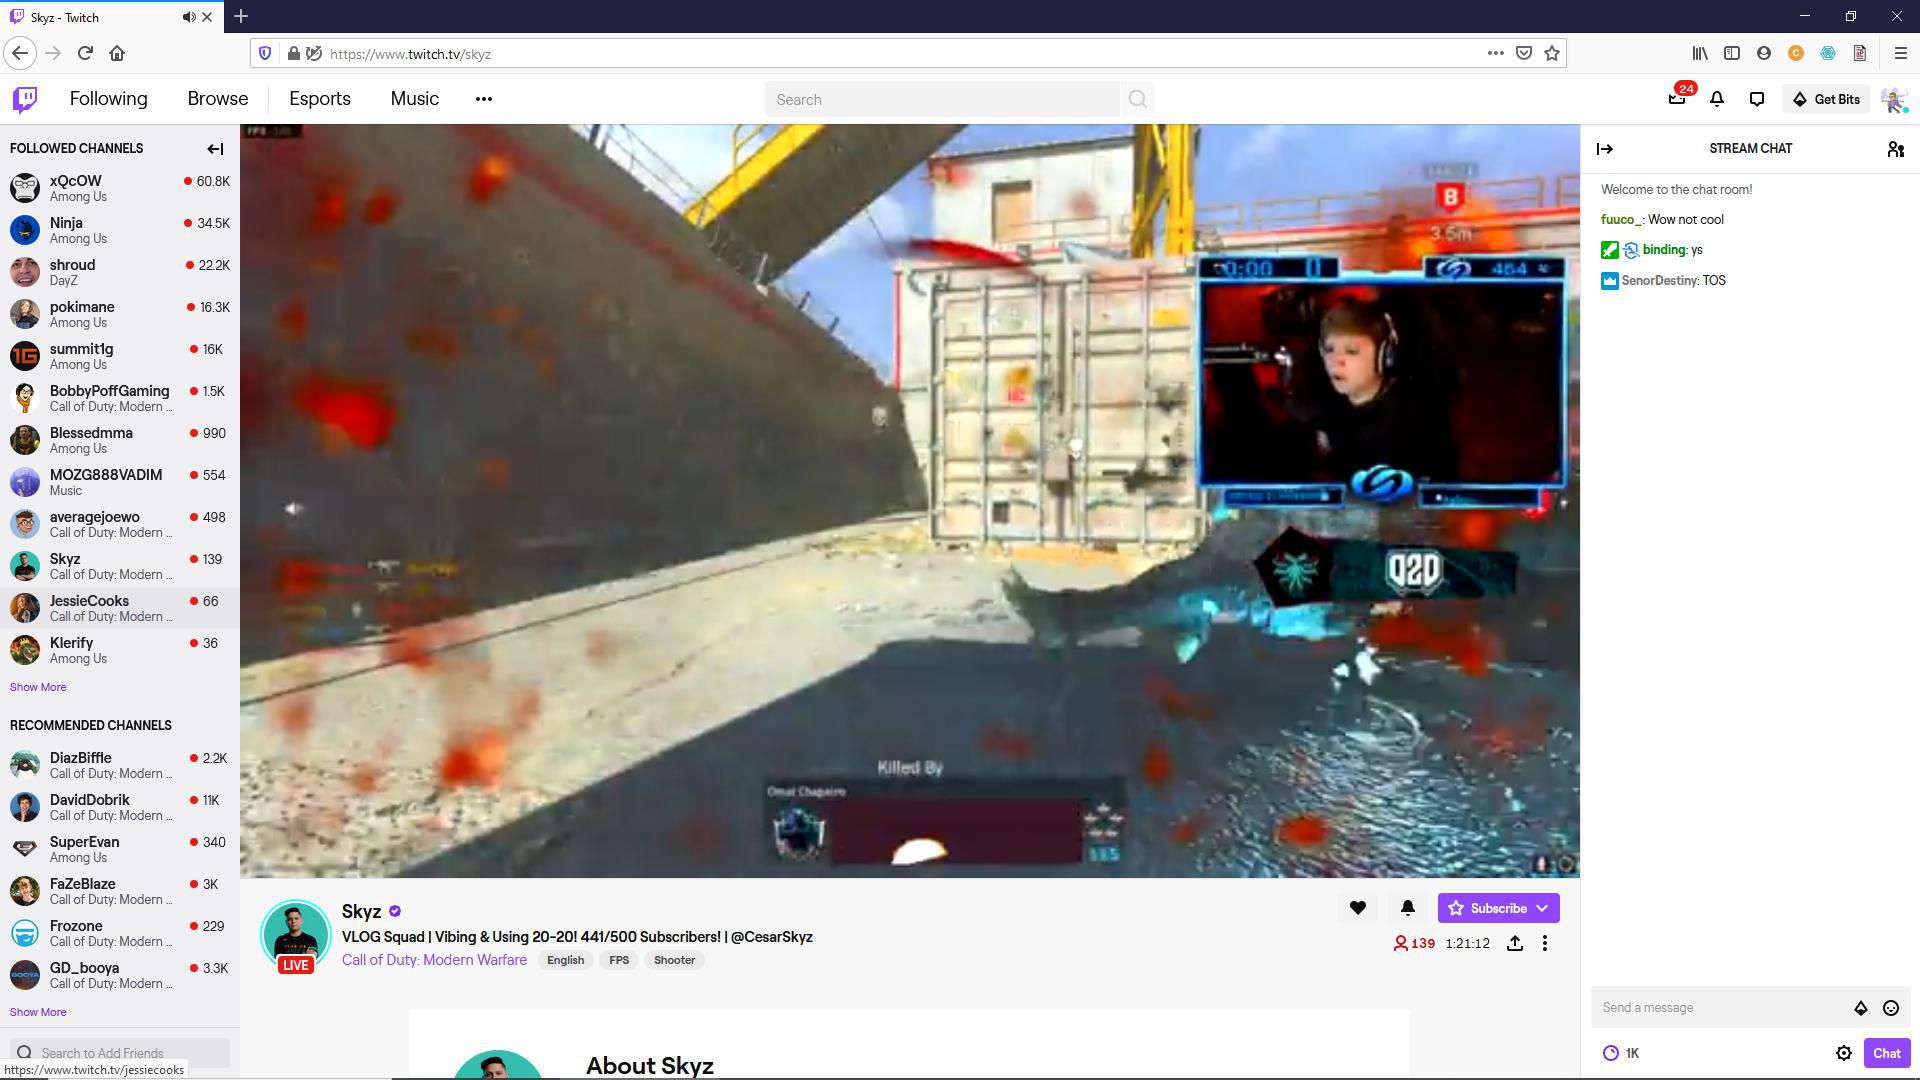 Skyz - Twitch
https://www.twitch.tv/skyz
Following
Browse
Esports
Music
Search
24
Get Bits
FOLLOWED CHANNELS
xQcOW
60.8K
Among Us
Ninja
34.5K
Among Us
shroud
22.2K
DayZ
pokimane
16.3K
Among Us
summit1g
16K
Among Us
BobbyPoffGaming
1.5K
Call of Duty: Modern ...
Blessedmma
990
Among Us
MOZG888VADIM
554
Music
averagejoewo
498
Call of Duty: Modern ...
Skyz
139
Call of Duty: Modern ...
JessieCooks
66
Call of Duty: Modern ...
Klerify
36
Among Us
Show More
RECOMMENDED CHANNELS
DiazBiffle
2.2K
Call of Duty: Modern ...
DavidDobrik
11K
Call of Duty: Modern ...
SuperEvan
340
Among Us
FaZeBlaze
3K
Call of Duty: Modern ...
Frozone
229
Call of Duty: Modern ...
GD_booya
3.3K
Call of Duty: Modern ...
Show More
Search to Add Friends
https://www.twitch.tv/jessiecooks
FPS
B
3.5m
0:00
0
464
Killed By
Omar Chaparro
LIVE
Skyz
VLOG Squad | Vibing & Using 20-20! 441/500 Subscribers! | @CesarSkyz
Call of Duty: Modern Warfare
English
FPS
Shooter
Subscribe
139
1:21:12
About Skyz
STREAM CHAT
Welcome to the chat room!
fuuco_: Wow not cool
binding: ys
SenorDestiny: TOS
Send a message
1K
Chat